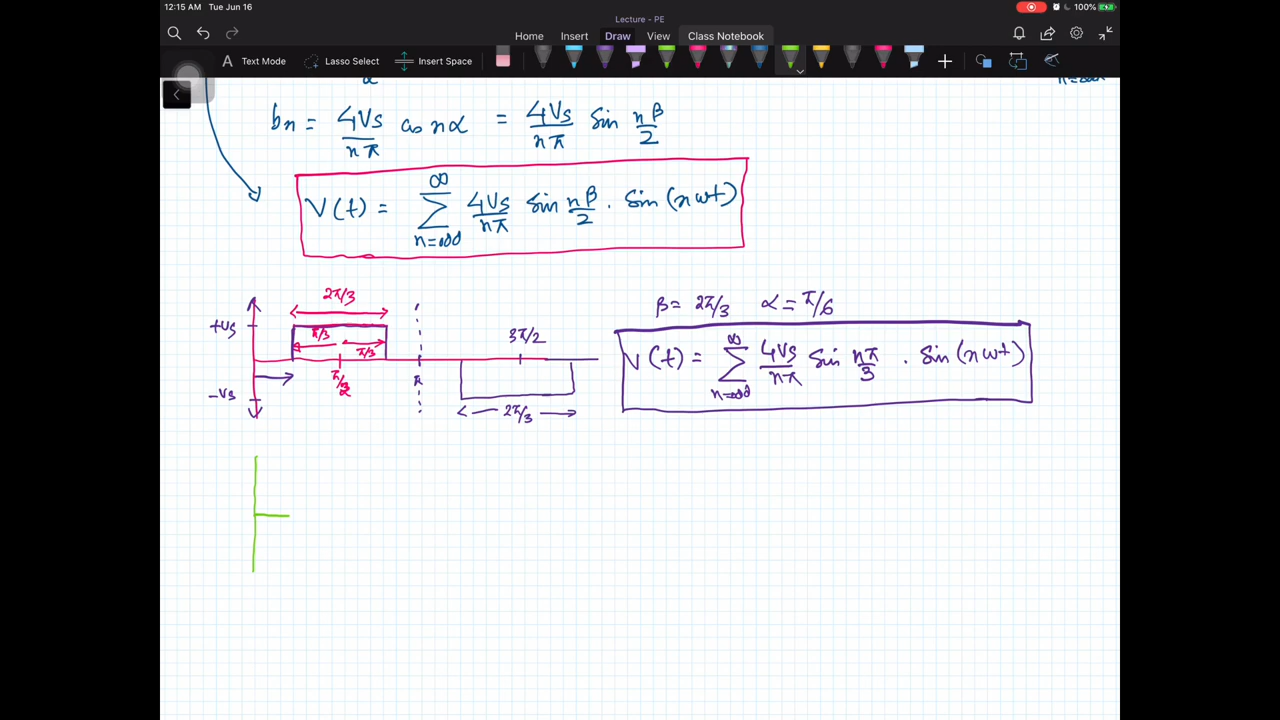 12:15 AM Tue Jun 16
100%
Lecture - PE
Home Insert Draw View Class Notebook
A Text Mode Lasso Select Insert Space
α
bn = 4Vs/nπ cos nα = 4Vs/nπ Sin nβ/2
V(t) = ∞ Σ n=odd 4Vs/nπ Sin nβ/2 . Sin(nωt)
2π/3
β = 2π/3 α = π/6
+Vs π/3 π/3 3π/2
V(t) = ∞ Σ n=odd 4Vs/nπ Sin nπ/3 . Sin(nωt)
-Vs π/2 π
2π/3